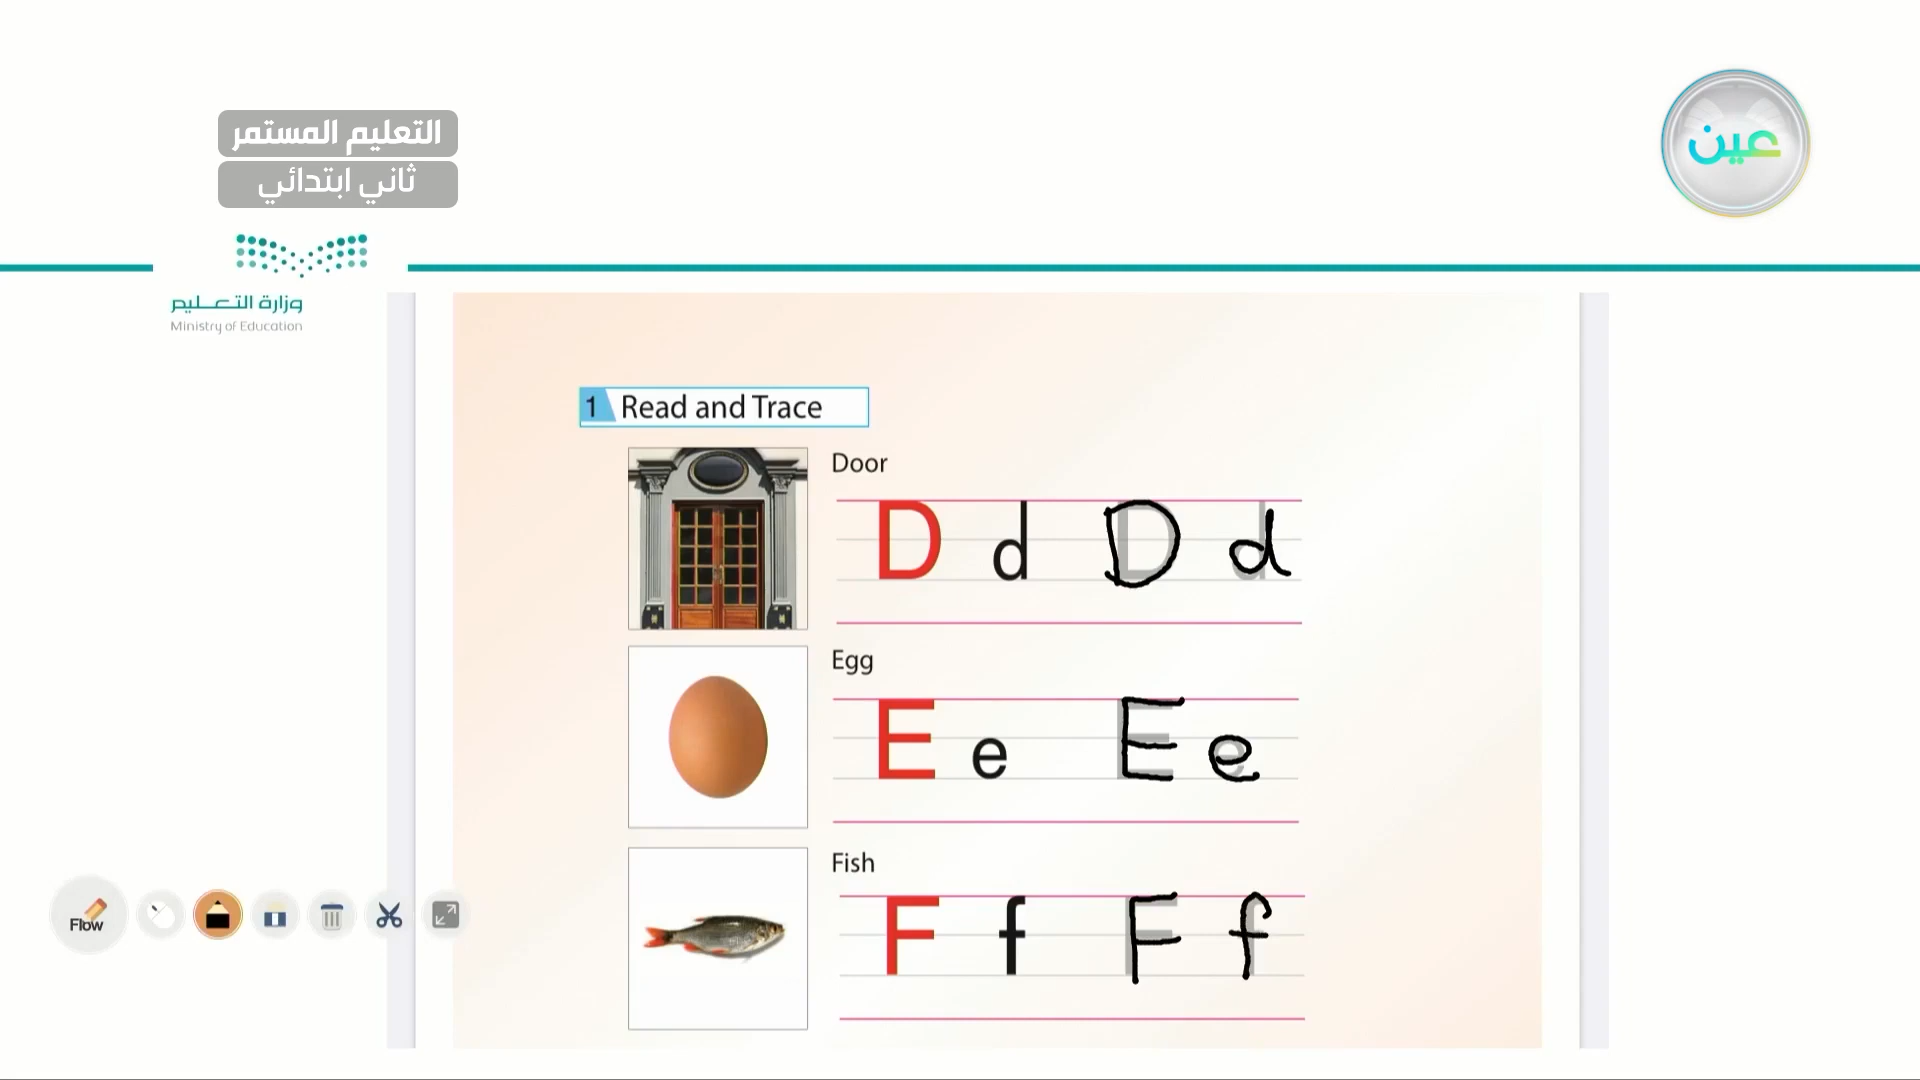 التعليم المستمر
ثاني ابتدائي
عين
وزارة التعليم
Ministry of Education
1 Read and Trace
Door
D d D d
Egg
E e E e
Fish
F f F f
Flow